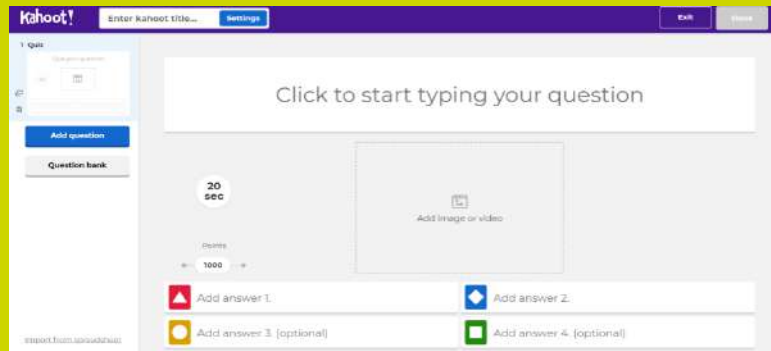 Kahoot!
Enter kahoot title...
Settings
Exit
1 Quiz
Add question
Question bank
Import from spreadsheet
Click to start typing your question
20
sec
Add image or video
Points
1000
Add answer 1.
Add answer 2.
Add answer 3. (optional)
Add answer 4. (optional)